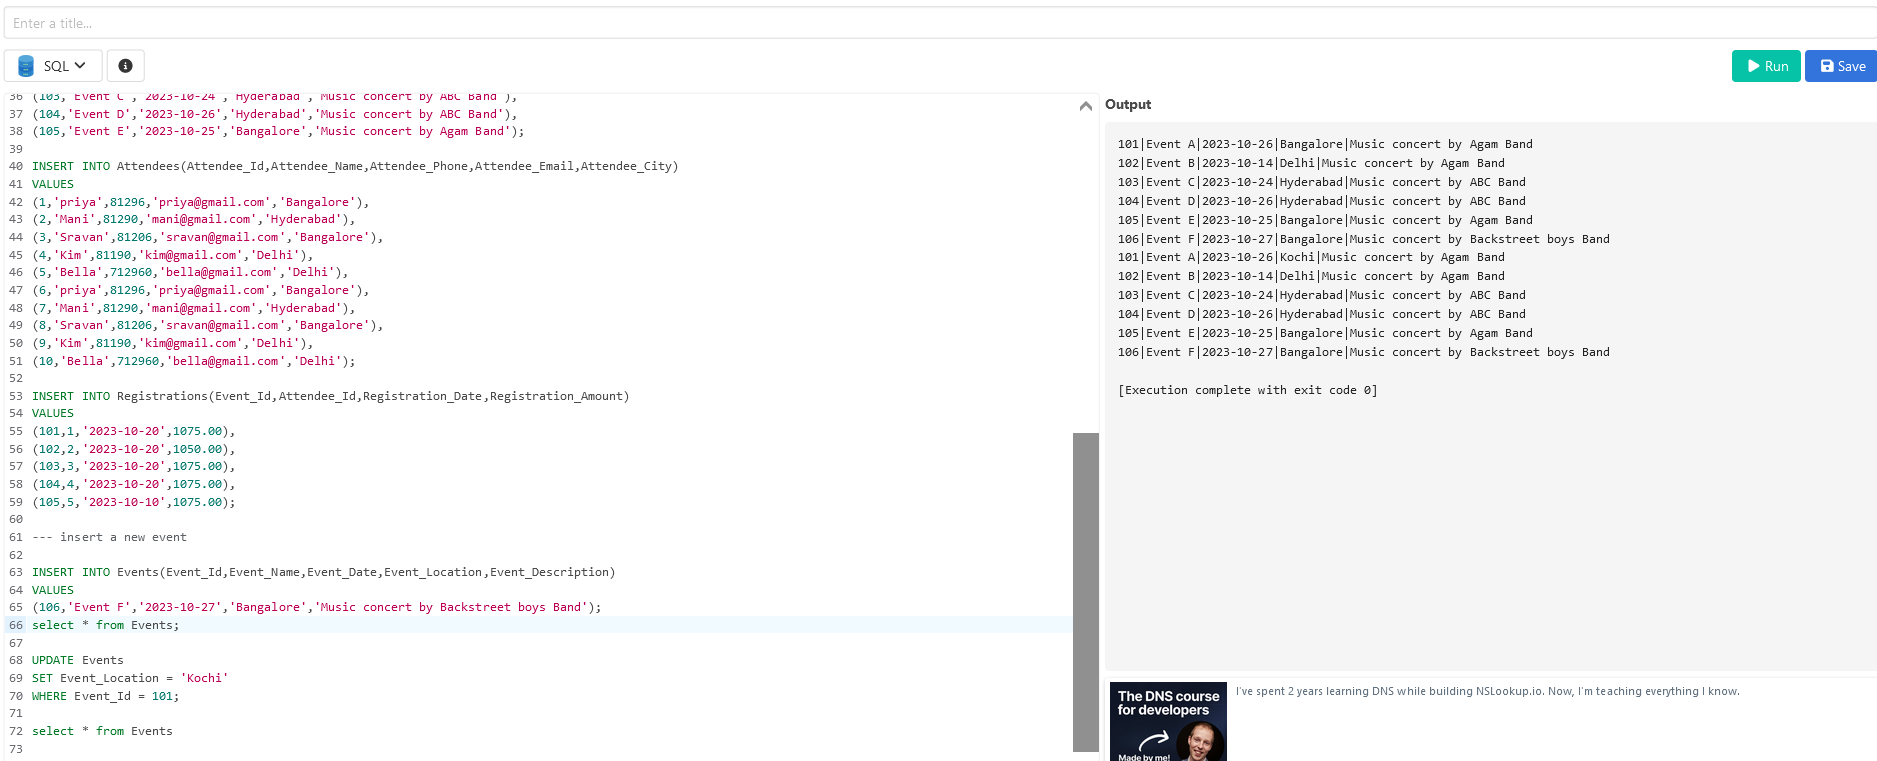 Enter a title...
SQL
Run
Save
36 (103,'Event C','2023-10-24','Hyderabad','Music concert by ABC Band'),
37 (104,'Event D','2023-10-26','Hyderabad','Music concert by ABC Band'),
38 (105,'Event E','2023-10-25','Bangalore','Music concert by Agam Band');
39
40 INSERT INTO Attendees(Attendee_Id,Attendee_Name,Attendee_Phone,Attendee_Email,Attendee_City)
41 VALUES
42 (1,'priya',81296,'priya@gmail.com','Bangalore'),
43 (2,'Mani',81290,'mani@gmail.com','Hyderabad'),
44 (3,'Sravan',81206,'sravan@gmail.com','Bangalore'),
45 (4,'Kim',81190,'kim@gmail.com','Delhi'),
46 (5,'Bella',712960,'bella@gmail.com','Delhi'),
47 (6,'priya',81296,'priya@gmail.com','Bangalore'),
48 (7,'Mani',81290,'mani@gmail.com','Hyderabad'),
49 (8,'Sravan',81206,'sravan@gmail.com','Bangalore'),
50 (9,'Kim',81190,'kim@gmail.com','Delhi'),
51 (10,'Bella',712960,'bella@gmail.com','Delhi');
52
53 INSERT INTO Registrations(Event_Id,Attendee_Id,Registration_Date,Registration_Amount)
54 VALUES
55 (101,1,'2023-10-20',1075.00),
56 (102,2,'2023-10-20',1050.00),
57 (103,3,'2023-10-20',1075.00),
58 (104,4,'2023-10-20',1075.00),
59 (105,5,'2023-10-10',1075.00);
60
61 --- insert a new event
62
63 INSERT INTO Events(Event_Id,Event_Name,Event_Date,Event_Location,Event_Description)
64 VALUES
65 (106,'Event F','2023-10-27','Bangalore','Music concert by Backstreet boys Band');
66 select * from Events;
67
68 UPDATE Events
69 SET Event_Location = 'Kochi'
70 WHERE Event_Id = 101;
71
72 select * from Events
73
Output
101|Event A|2023-10-26|Bangalore|Music concert by Agam Band
102|Event B|2023-10-14|Delhi|Music concert by Agam Band
103|Event C|2023-10-24|Hyderabad|Music concert by ABC Band
104|Event D|2023-10-26|Hyderabad|Music concert by ABC Band
105|Event E|2023-10-25|Bangalore|Music concert by Agam Band
106|Event F|2023-10-27|Bangalore|Music concert by Backstreet boys Band
101|Event A|2023-10-26|Kochi|Music concert by Agam Band
102|Event B|2023-10-14|Delhi|Music concert by Agam Band
103|Event C|2023-10-24|Hyderabad|Music concert by ABC Band
104|Event D|2023-10-26|Hyderabad|Music concert by ABC Band
105|Event E|2023-10-25|Bangalore|Music concert by Agam Band
106|Event F|2023-10-27|Bangalore|Music concert by Backstreet boys Band
[Execution complete with exit code 0]
The DNS course
for developers
Made by me!
I've spent 2 years learning DNS while building NSLookup.io. Now, I'm teaching everything I know.